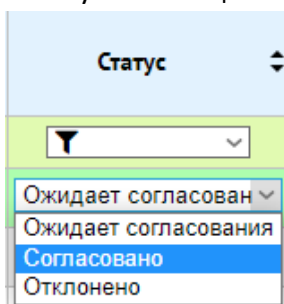 Статус
Ожидает согласован
Ожидает согласования
Согласовано
Отклонено